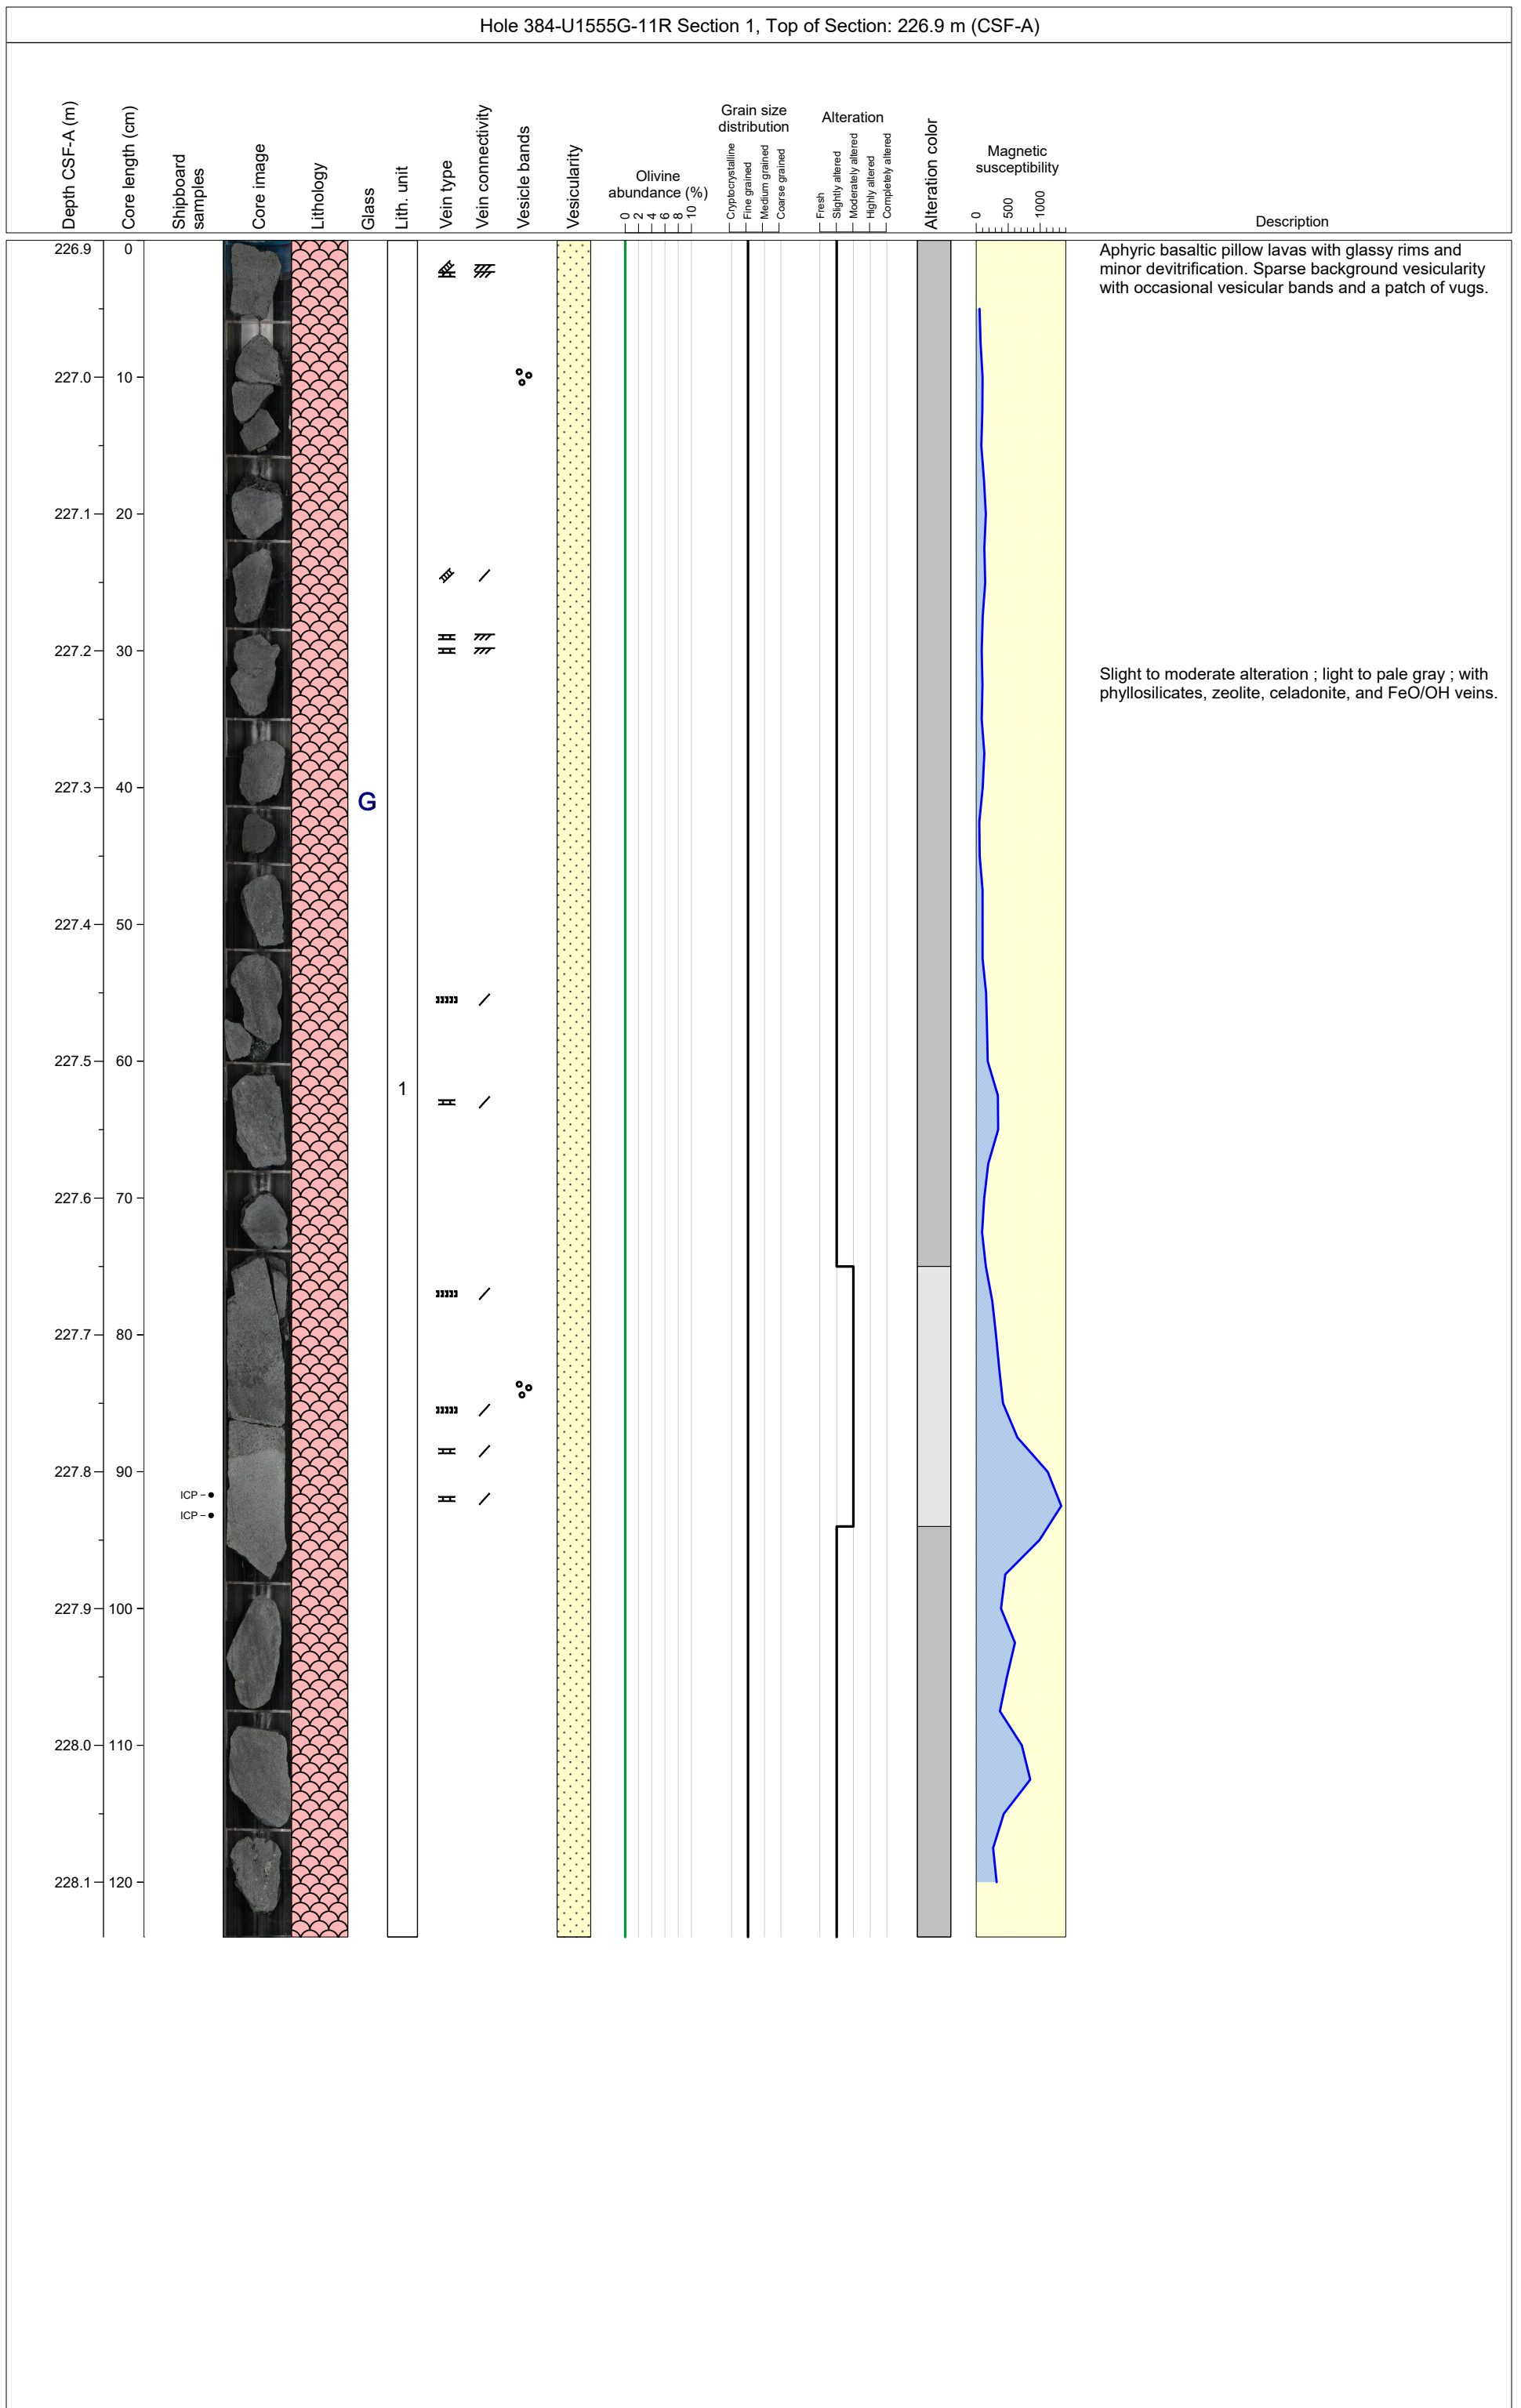 Hole 384-U1555G-11R Section 1, Top of Section: 226.9 m (CSF-A)
Depth CSF-A (m)
Core length (cm)
Shipboard
samples
Core image
Lithology
Glass
Lith. unit
Vein type
Vein connectivity
Vesicle bands
Vesicularity
Olivine
abundance (%)
0 2 4 6 8 10
Grain size
distribution
Cryptocrystalline
Fine grained
Medium grained
Coarse grained
Alteration
Fresh
Slightly altered
Moderately altered
Highly altered
Completely altered
Alteration color
Magnetic
susceptibility
0 500 1000
Description
226.9 0
Aphyric basaltic pillow lavas with glassy rims and
minor devitrification. Sparse background vesicularity
with occasional vesicular bands and a patch of vugs.
227.0 10
227.1 20
227.2 30
Slight to moderate alteration ; light to pale gray ; with
phyllosilicates, zeolite, celadonite, and FeO/OH veins.
227.3 40
G
227.4 50
227.5 60
1
227.6 70
227.7 80
227.8 90
ICP
ICP
227.9 100
228.0 110
228.1 120